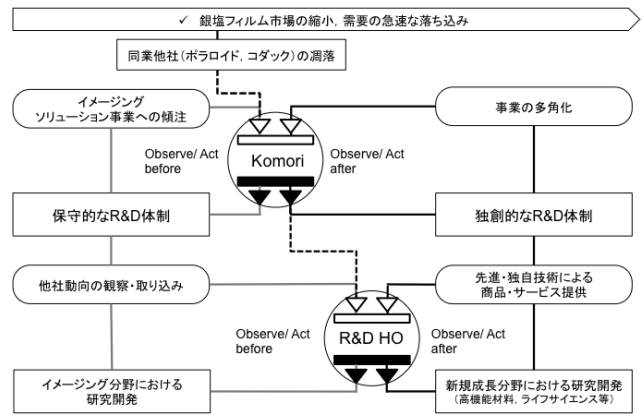 ✓ 銀塩フィルム市場の縮小，需要の急速な落ち込み
同業他社（ポラロイド，コダック）の凋落
イメージング
ソリューション事業への傾注
事業の多角化
Observe/ Act
before
Komori
Observe/ Act
after
保守的なR&D体制
独創的なR&D体制
他社動向の観察・取り込み
先進・独自技術による
商品・サービス提供
Observe/ Act
before
R&D HO
Observe/ Act
after
イメージング分野における
研究開発
新規成長分野における研究開発
（高機能材料，ライフサイエンス等）